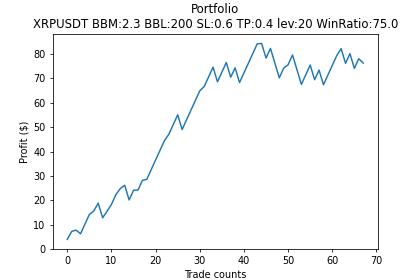 Portfolio
XRPUSDT BBM:2.3 BBL:200 SL:0.6 TP:0.4 lev:20 WinRatio:75.0
80
70
60
50
40
30
20
10
0
Profit ($)
0 10 20 30 40 50 60 70
Trade counts